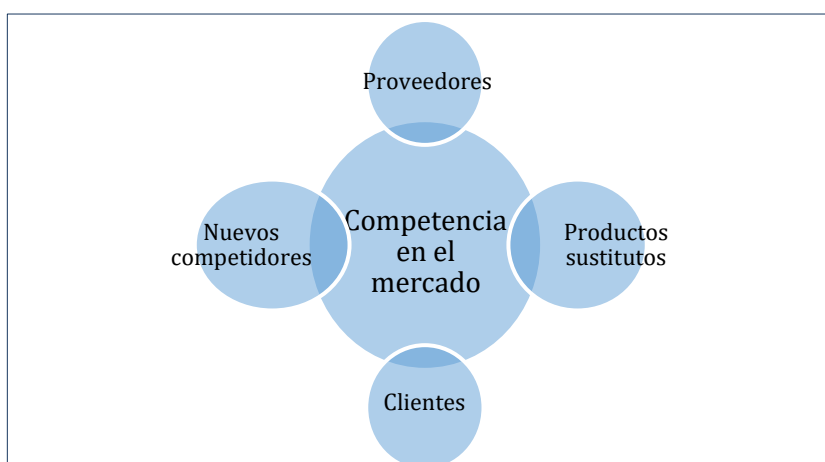 Proveedores
Nuevos
competidores
Competencia
en el
mercado
Productos
sustitutos
Clientes